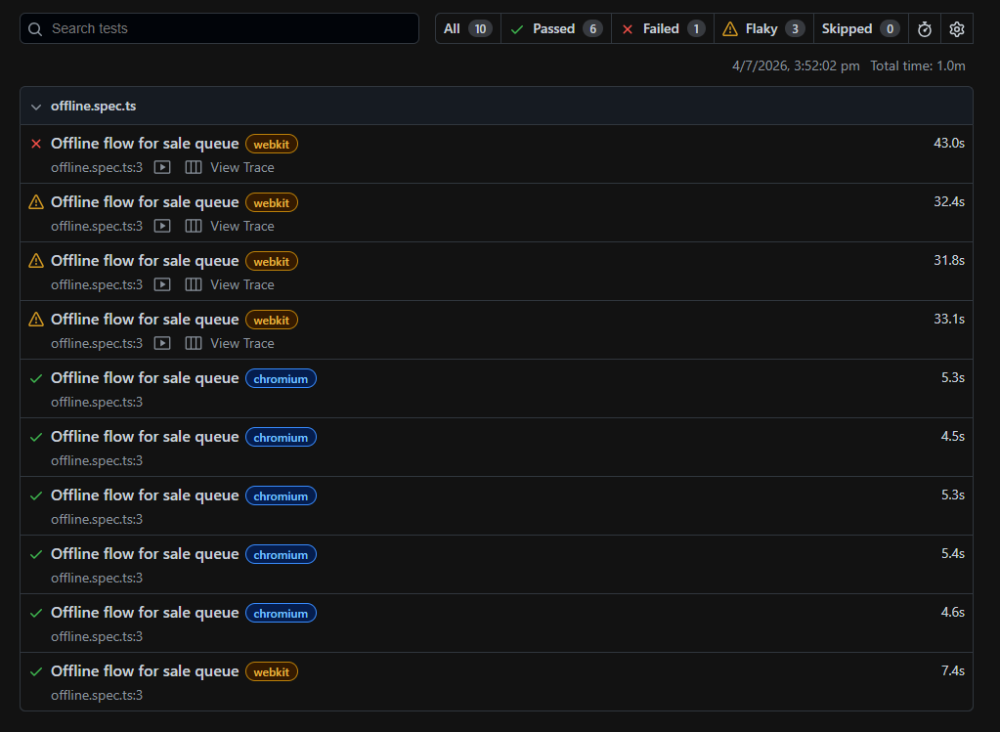 Search tests
All 10 Passed 6 Failed 1 Flaky 3 Skipped 0
4/7/2026, 3:52:02 pm Total time: 1.0m
offline.spec.ts
Offline flow for sale queue webkit 43.0s
offline.spec.ts:3 View Trace
Offline flow for sale queue webkit 32.4s
offline.spec.ts:3 View Trace
Offline flow for sale queue webkit 31.8s
offline.spec.ts:3 View Trace
Offline flow for sale queue webkit 33.1s
offline.spec.ts:3 View Trace
Offline flow for sale queue chromium 5.3s
offline.spec.ts:3
Offline flow for sale queue chromium 4.5s
offline.spec.ts:3
Offline flow for sale queue chromium 5.3s
offline.spec.ts:3
Offline flow for sale queue chromium 5.4s
offline.spec.ts:3
Offline flow for sale queue chromium 4.6s
offline.spec.ts:3
Offline flow for sale queue webkit 7.4s
offline.spec.ts:3